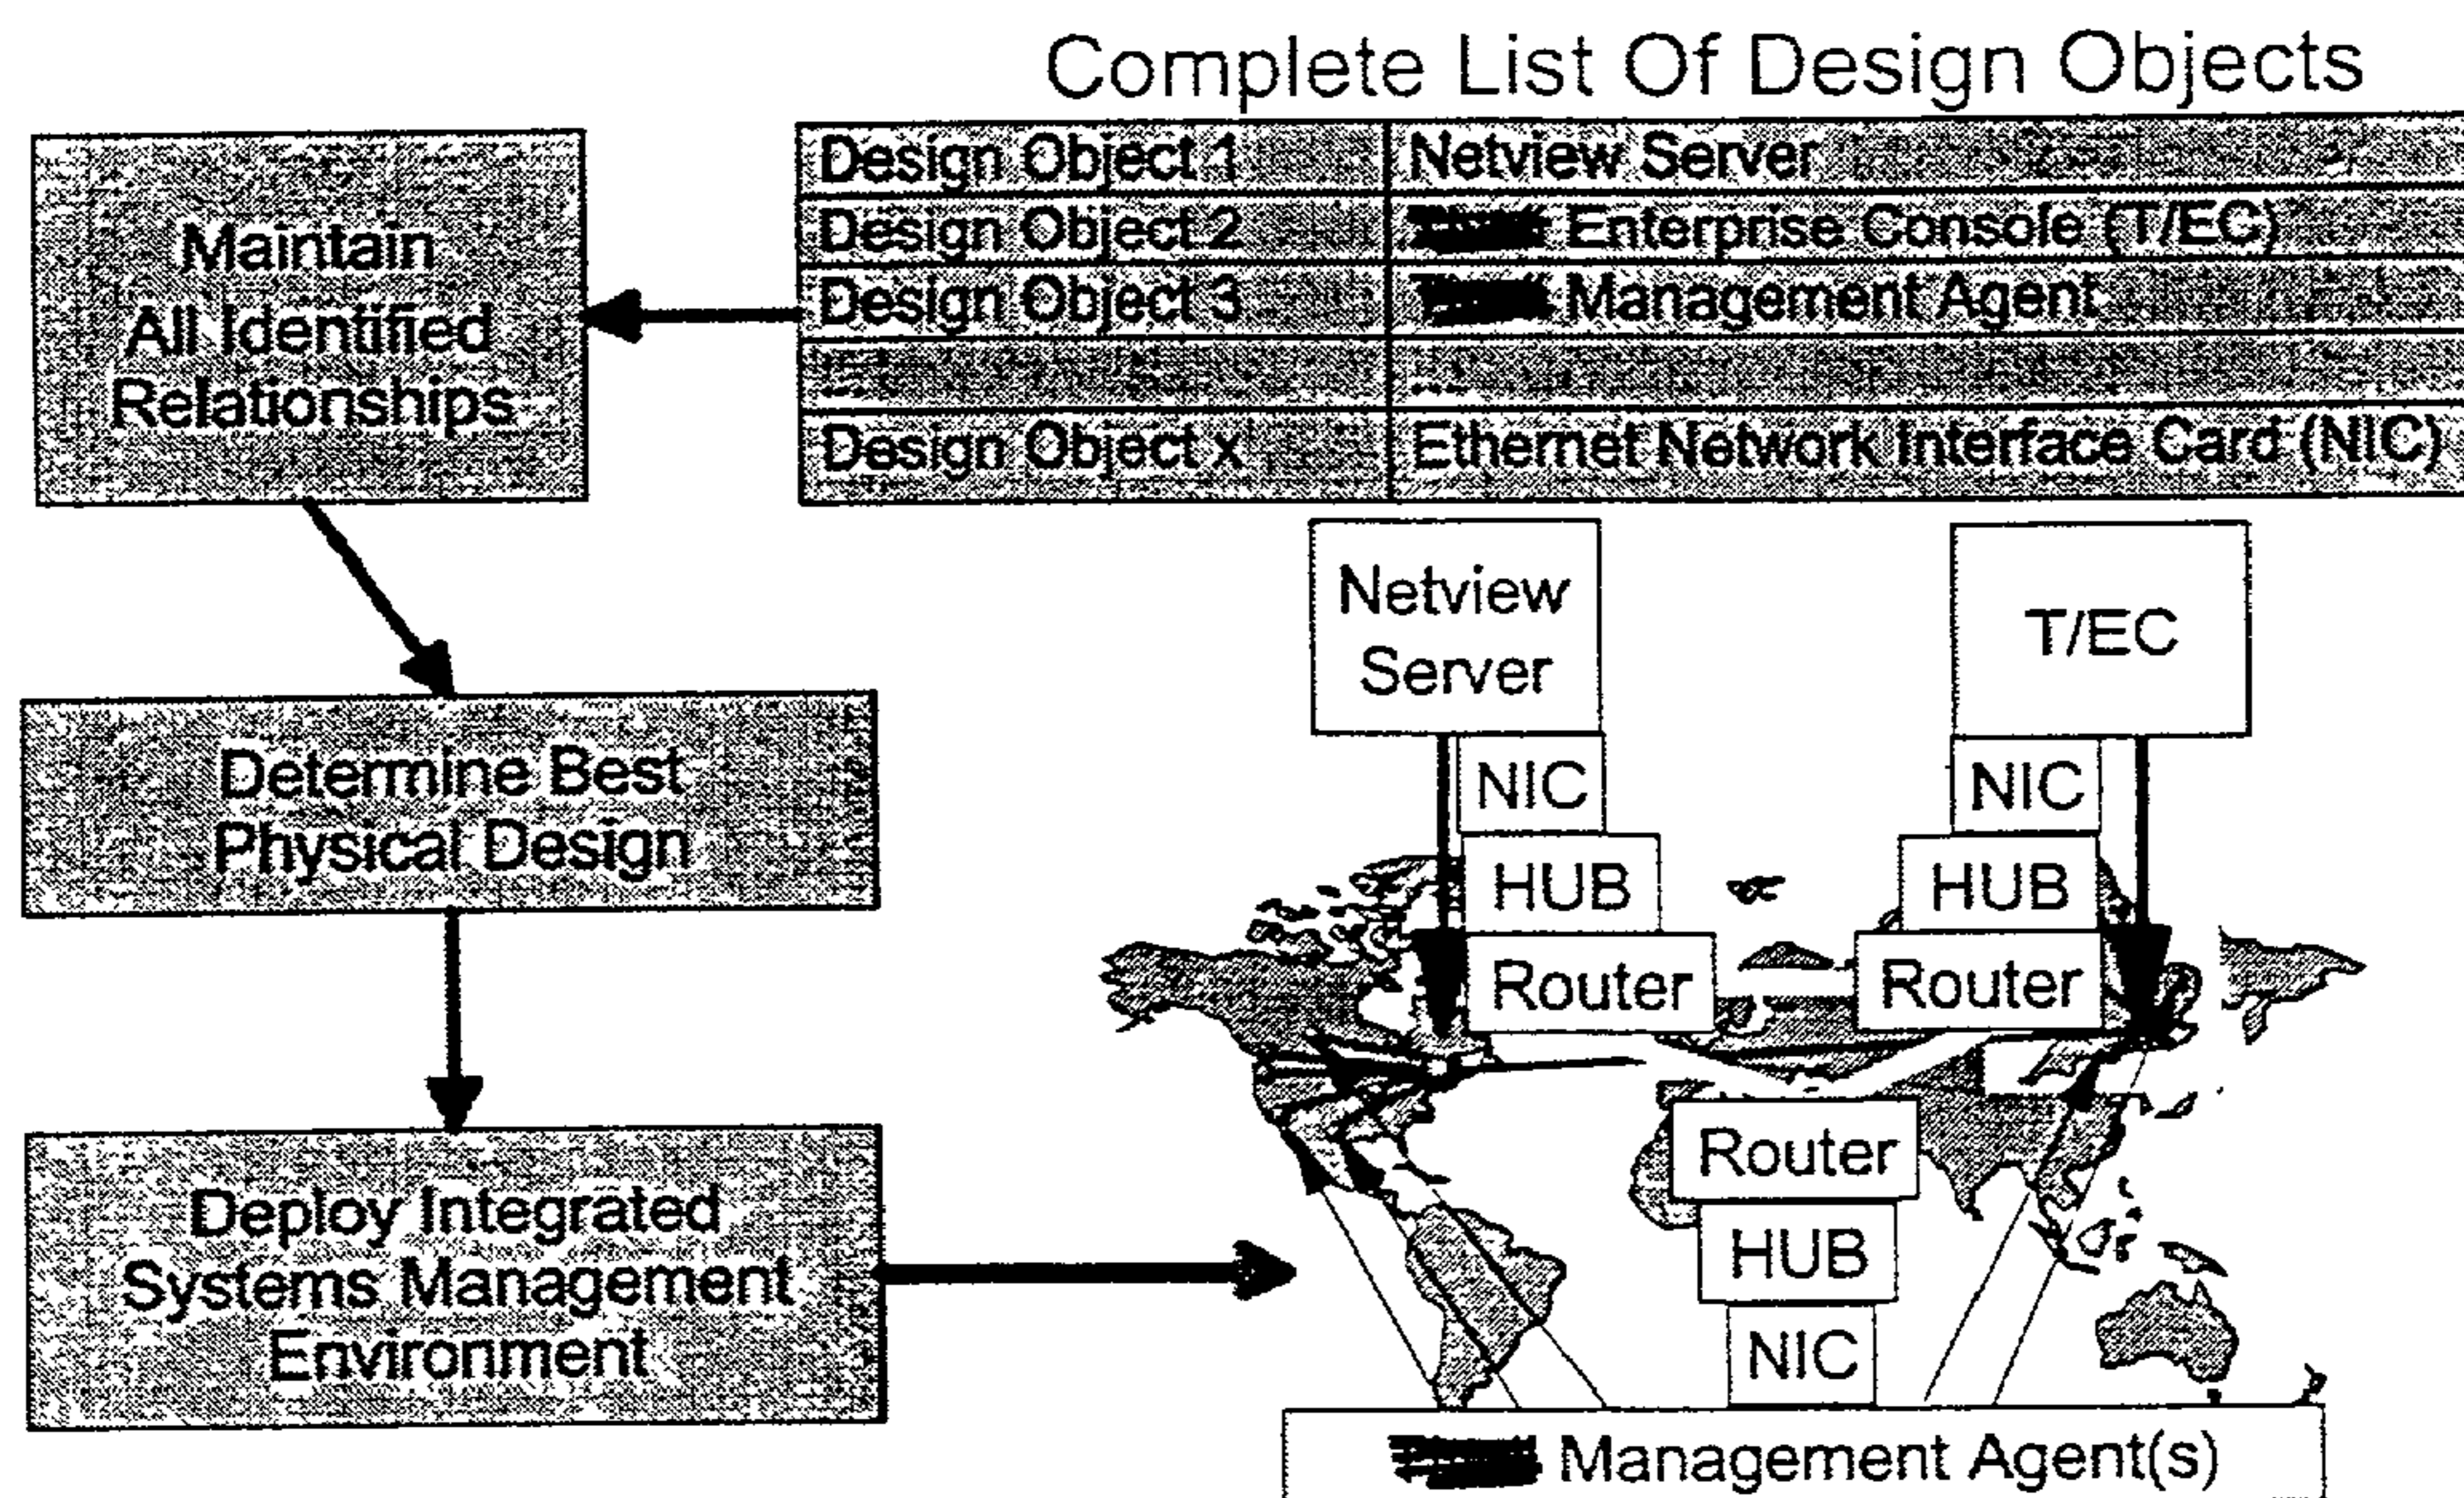 Complete List Of Design Objects
Design Object 1 Netview Server
Design Object 2 Enterprise Console (T/EC)
Design Object 3 Management Agent
... ...
Design Object x Ethernet Network Interface Card (NIC)
Maintain
All Identified
Relationships
Determine Best
Physical Design
Deploy Integrated
Systems Management
Environment
Netview
Server
NIC
HUB
Router
T/EC
NIC
HUB
Router
Router
HUB
NIC
Management Agent(s)